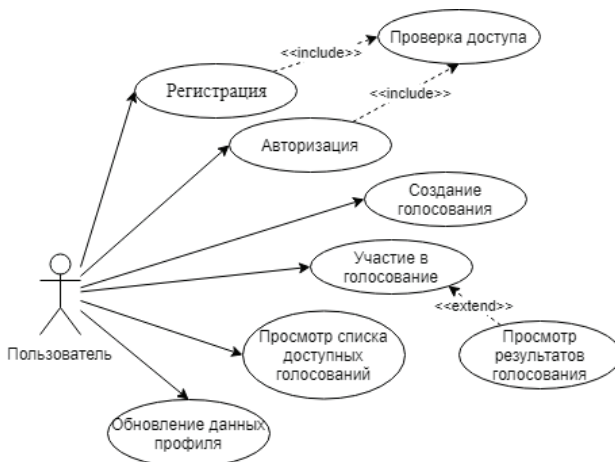 Проверка доступа
<<include>>
Регистрация
<<include>>
Авторизация
Создание
голосования
Участие в
голосование
<<extend>>
Просмотр
результатов
голосования
Просмотр списка
доступных
голосований
Пользователь
Обновление данных
профиля